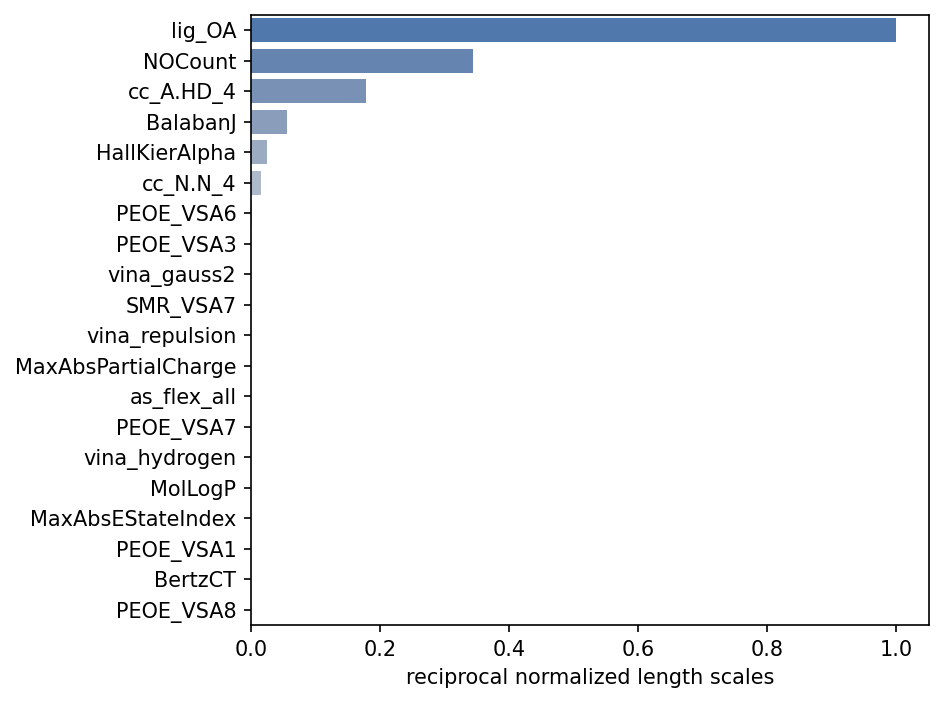 lig_OA
NOCount
cc_A.HD_4
BalabanJ
HallKierAlpha
cc_N.N_4
PEOE_VSA6
PEOE_VSA3
vina_gauss2
SMR_VSA7
vina_repulsion
MaxAbsPartialCharge
as_flex_all
PEOE_VSA7
vina_hydrogen
MolLogP
MaxAbsEStateIndex
PEOE_VSA1
BertzCT
PEOE_VSA8
0.0 0.2 0.4 0.6 0.8 1.0
reciprocal normalized length scales